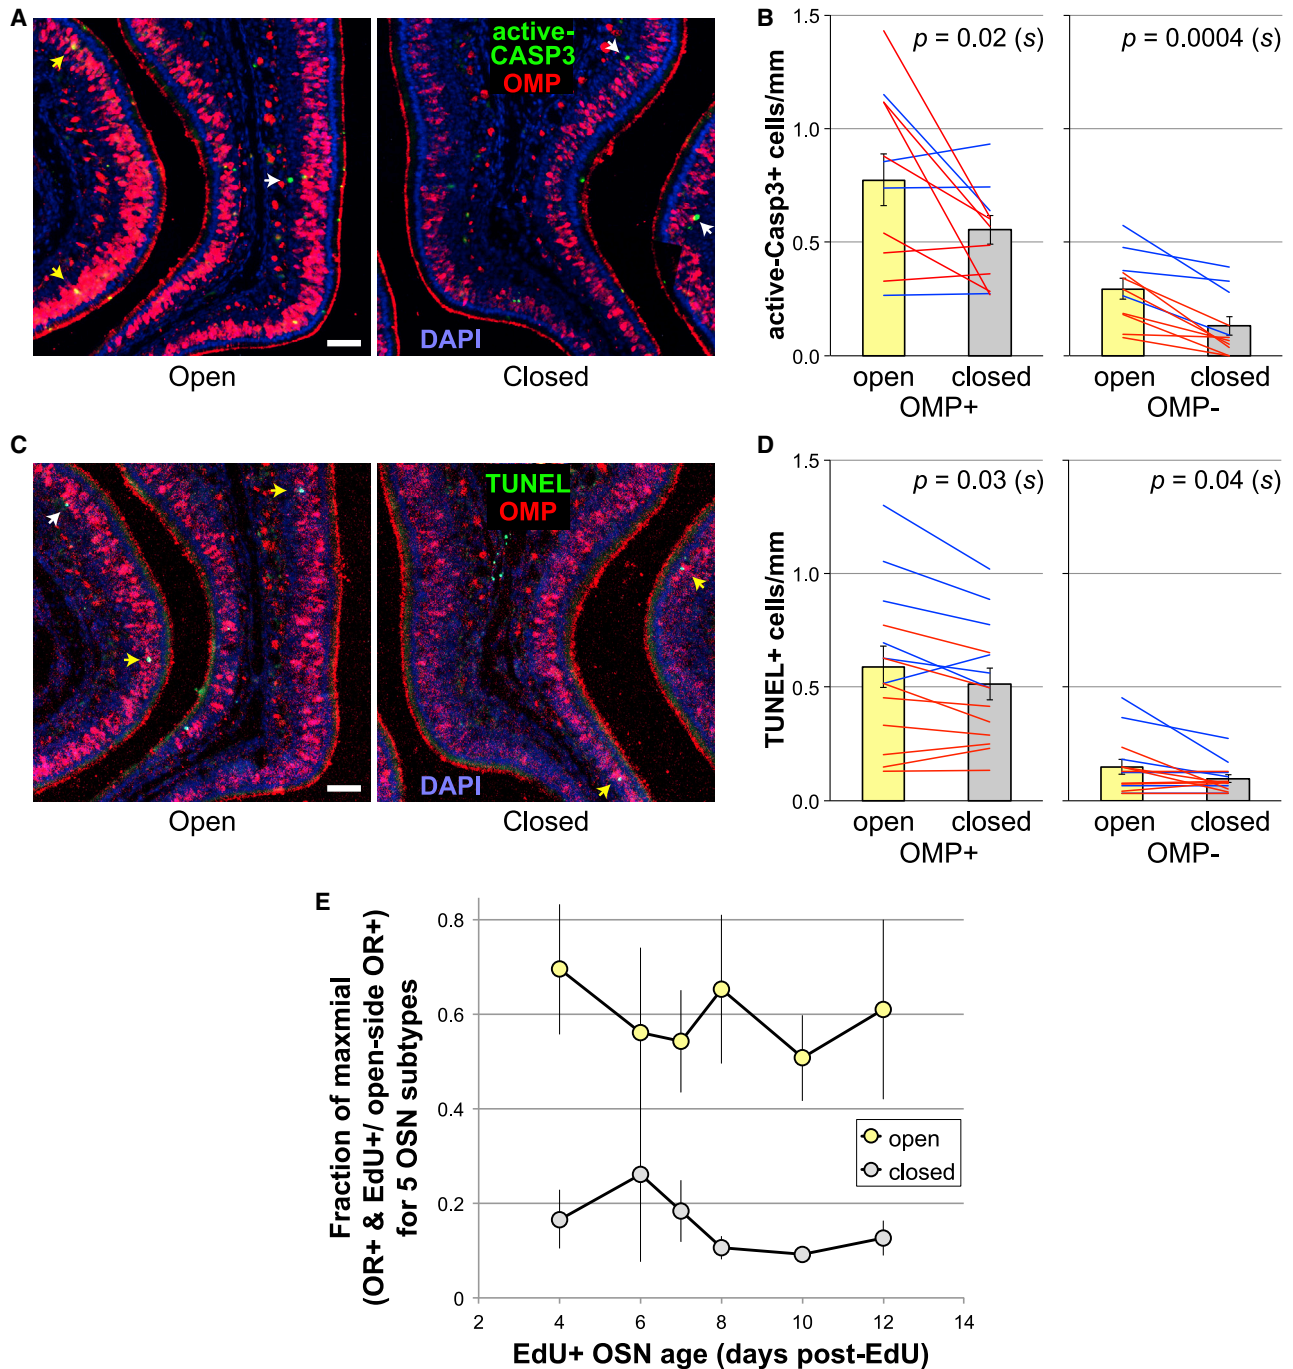 A
active-
CASP3
OMP
DAPI
Open
Closed
B
active-Casp3+ cells/mm
1.5
1.0
0.5
0.0
p = 0.02 (s)
p = 0.0004 (s)
open
closed
open
closed
OMP+
OMP-
C
TUNEL
OMP
DAPI
Open
Closed
D
TUNEL+ cells/mm
1.5
1.0
0.5
0.0
p = 0.03 (s)
p = 0.04 (s)
open
closed
open
closed
OMP+
OMP-
E
Fraction of maxmial
(OR+ & EdU+/ open-side OR+)
for 5 OSN subtypes
0.8
0.6
0.4
0.2
0
open
closed
2
4
6
8
10
12
14
EdU+ OSN age (days post-EdU)